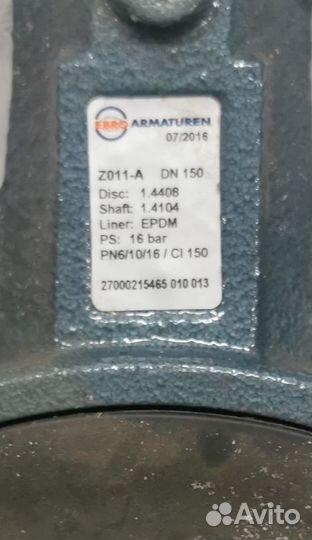 EBRO ARMATUREN
07/2016
Z011-A DN 150
Disc: 1.4408
Shaft: 1.4104
Liner: EPDM
PS: 16 bar
PN6/10/16 / Cl 150
27000215465 010 013
Avito